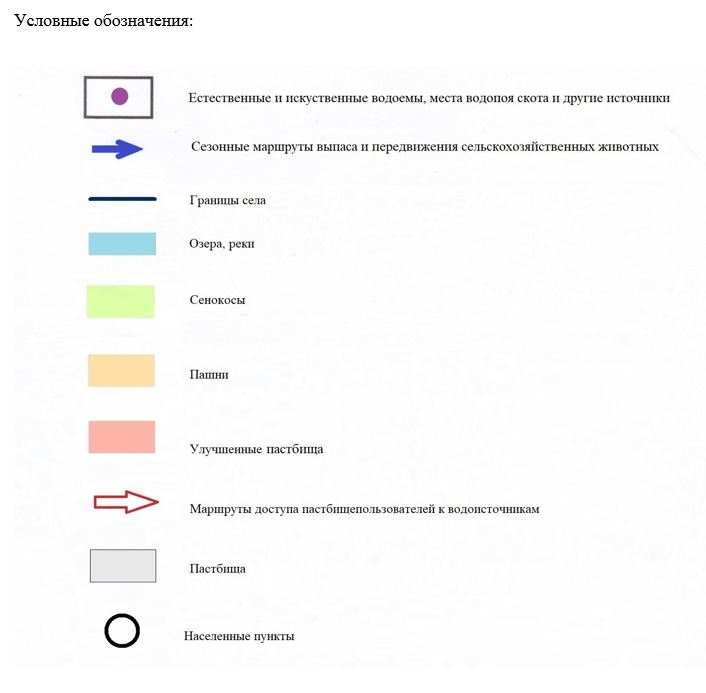 Условные обозначения:
Естественные и искуственные водоемы, места водопоя скота и другие источники
Сезонные маршруты выпаса и передвижения сельскохозяйственных животных
Границы села
Озера, реки
Сенокосы
Пашни
Улучшенные пастбища
Маршруты доступа пастбищепользователей к водоисточникам
Пастбища
Населенные пункты